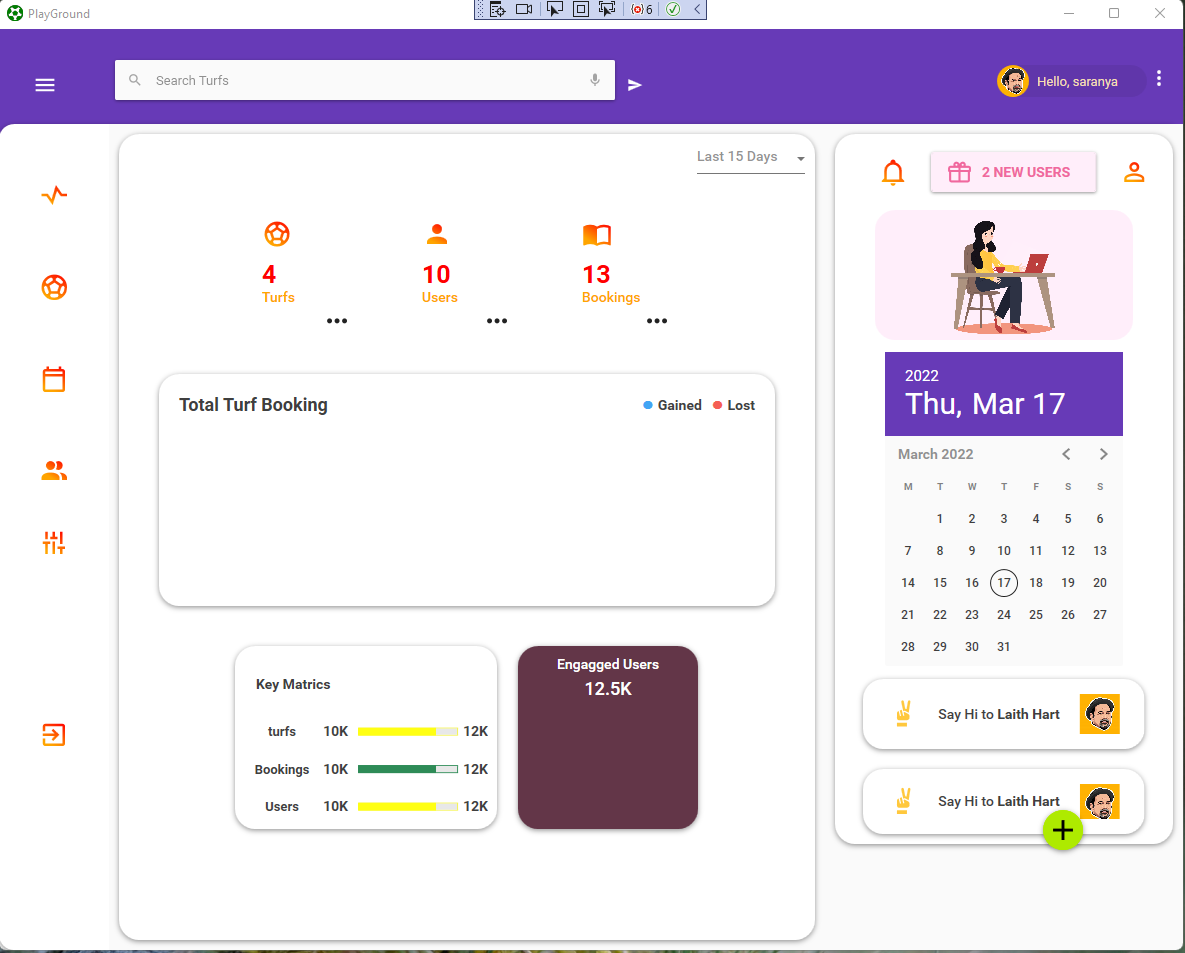 PlayGround
6
Search Turfs
Hello, saranya
Last 15 Days
4
Turfs
10
Users
13
Bookings
Total Turf Booking
Gained Lost
Key Matrics
turfs 10K 12K
Bookings 10K 12K
Users 10K 12K
Engagged Users
12.5K
2 NEW USERS
2022
Thu, Mar 17
March 2022
M T W T F S S
1 2 3 4 5 6
7 8 9 10 11 12 13
14 15 16 17 18 19 20
21 22 23 24 25 26 27
28 29 30 31
Say Hi to Laith Hart
Say Hi to Laith Hart